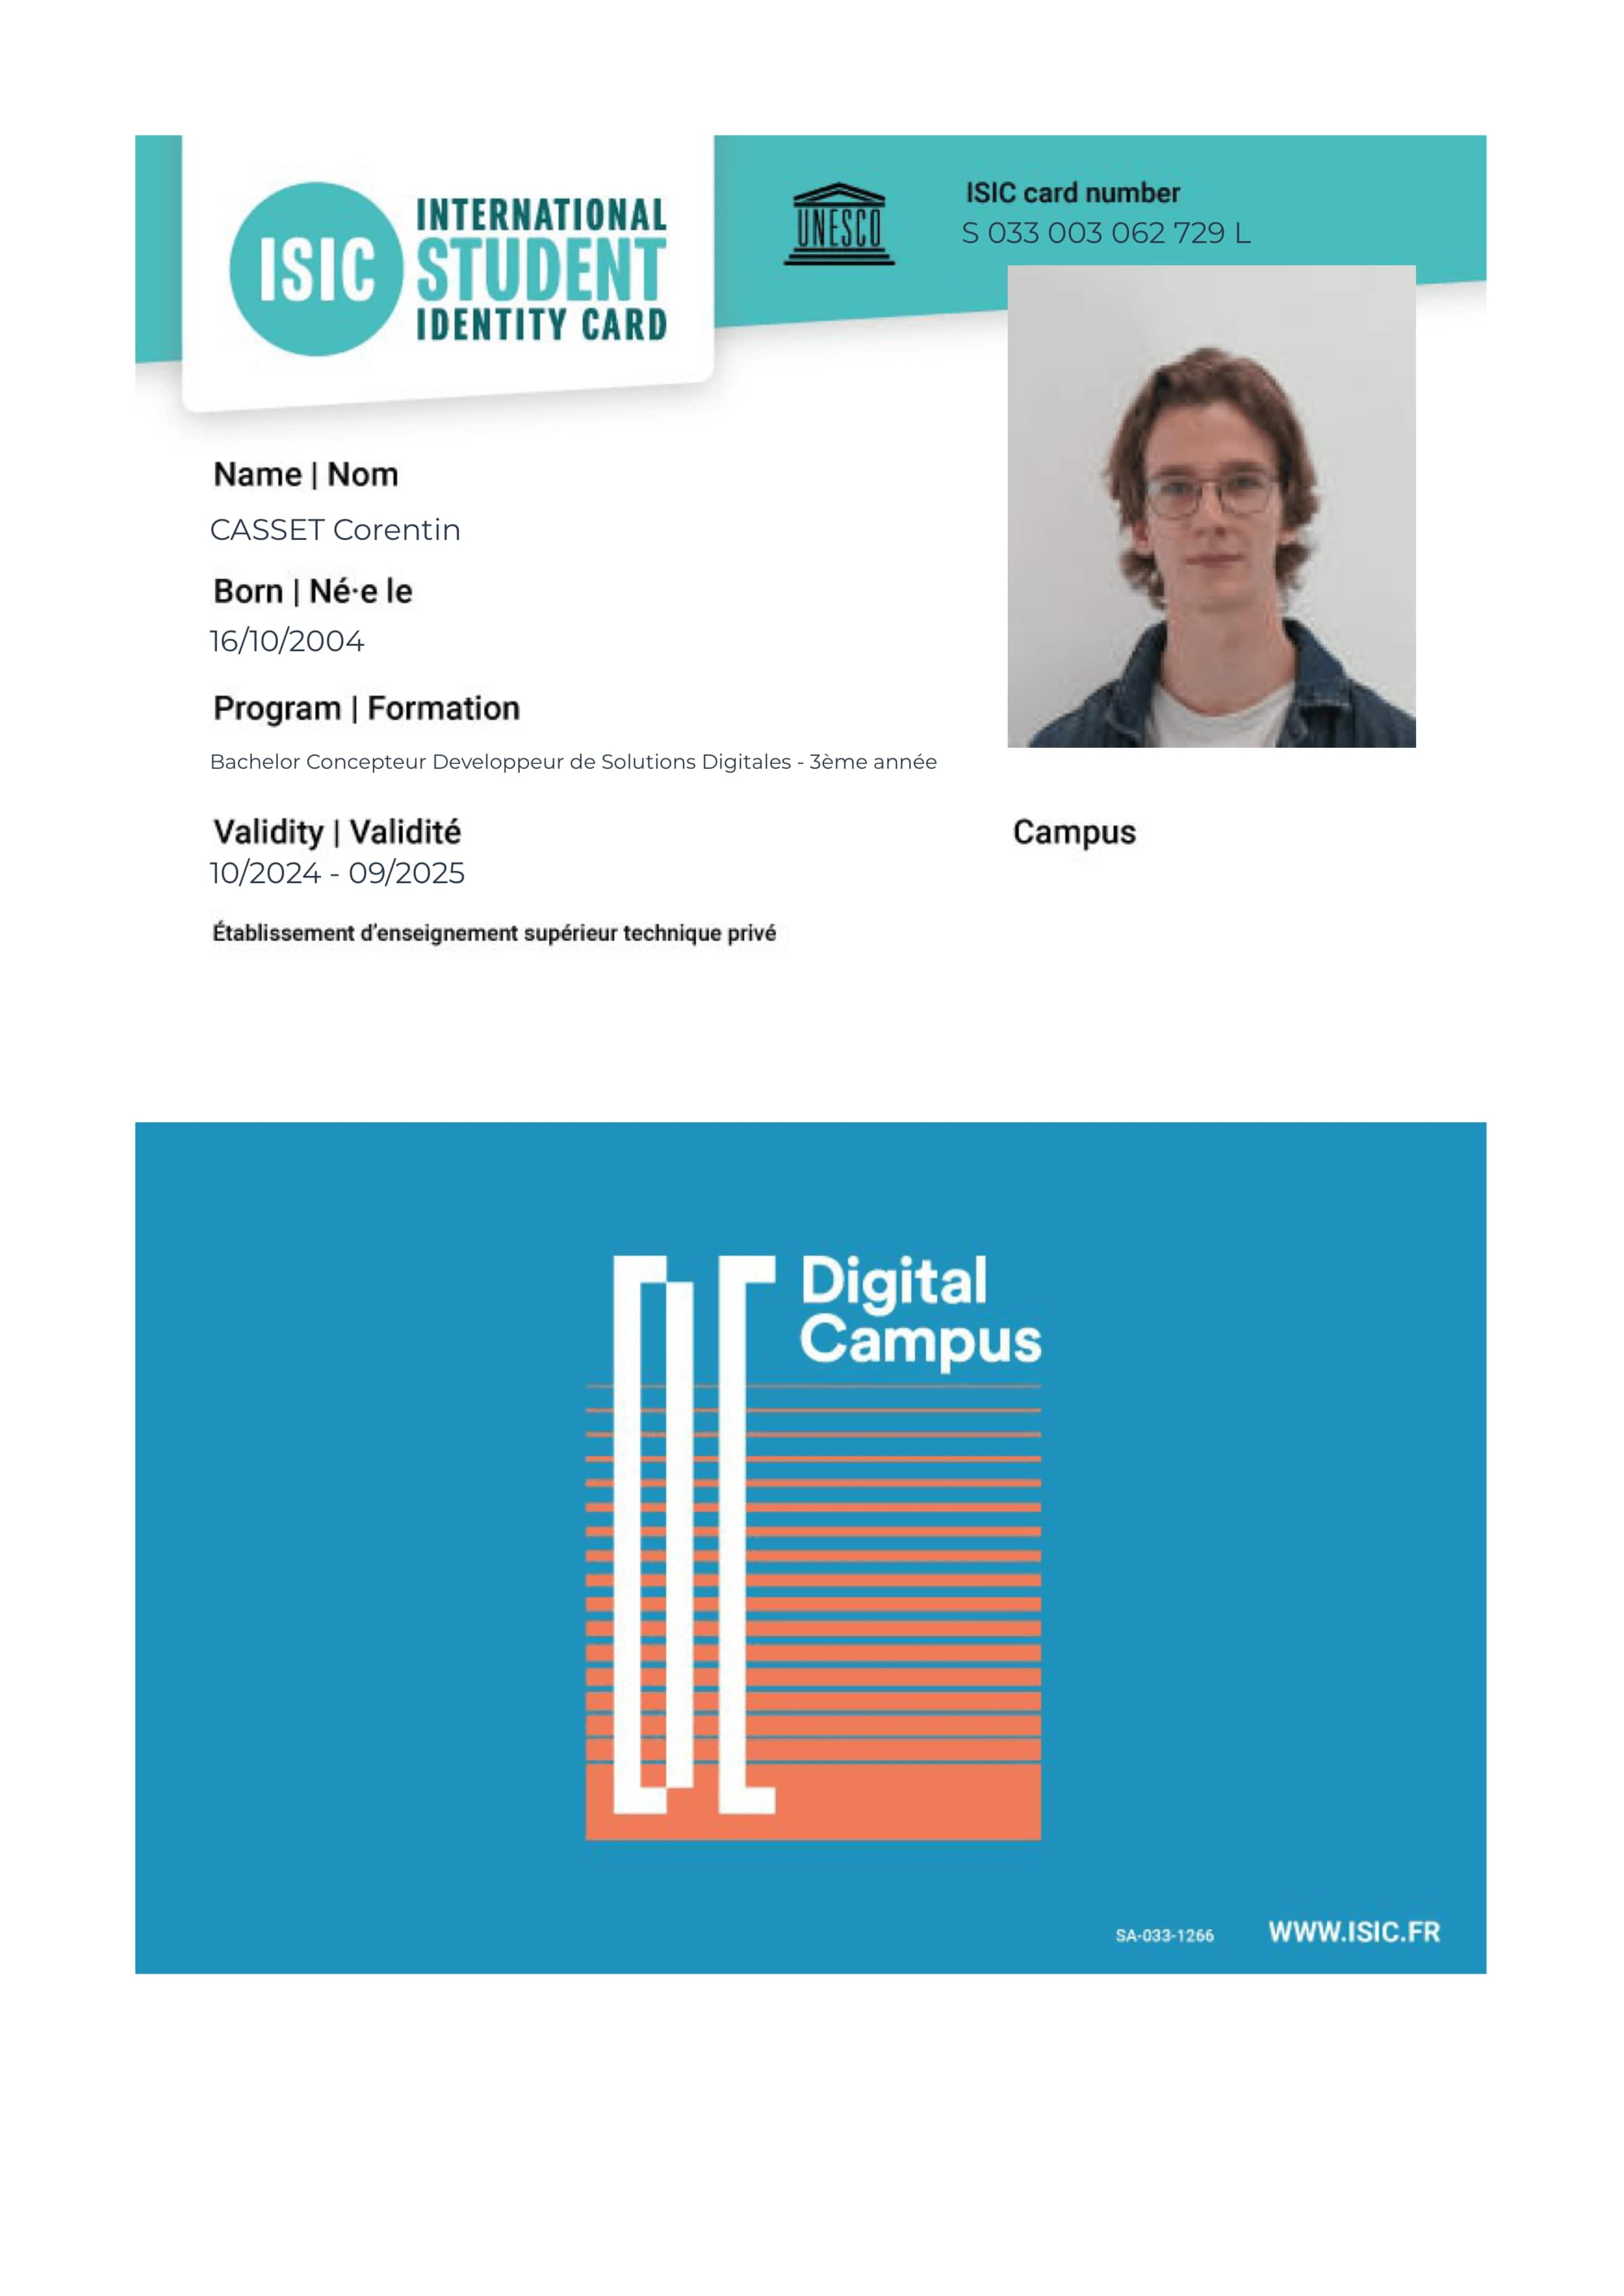 ISIC
INTERNATIONAL
STUDENT
IDENTITY CARD
UNESCO
ISIC card number
S 033 003 062 729 L
Name | Nom
CASSET Corentin
Born | Né·e le
16/10/2004
Program | Formation
Bachelor Concepteur Developpeur de Solutions Digitales - 3ème année
Validity | Validité
10/2024 - 09/2025
Campus
Établissement d'enseignement supérieur technique privé
Digital
Campus
SA-033-1266
WWW.ISIC.FR